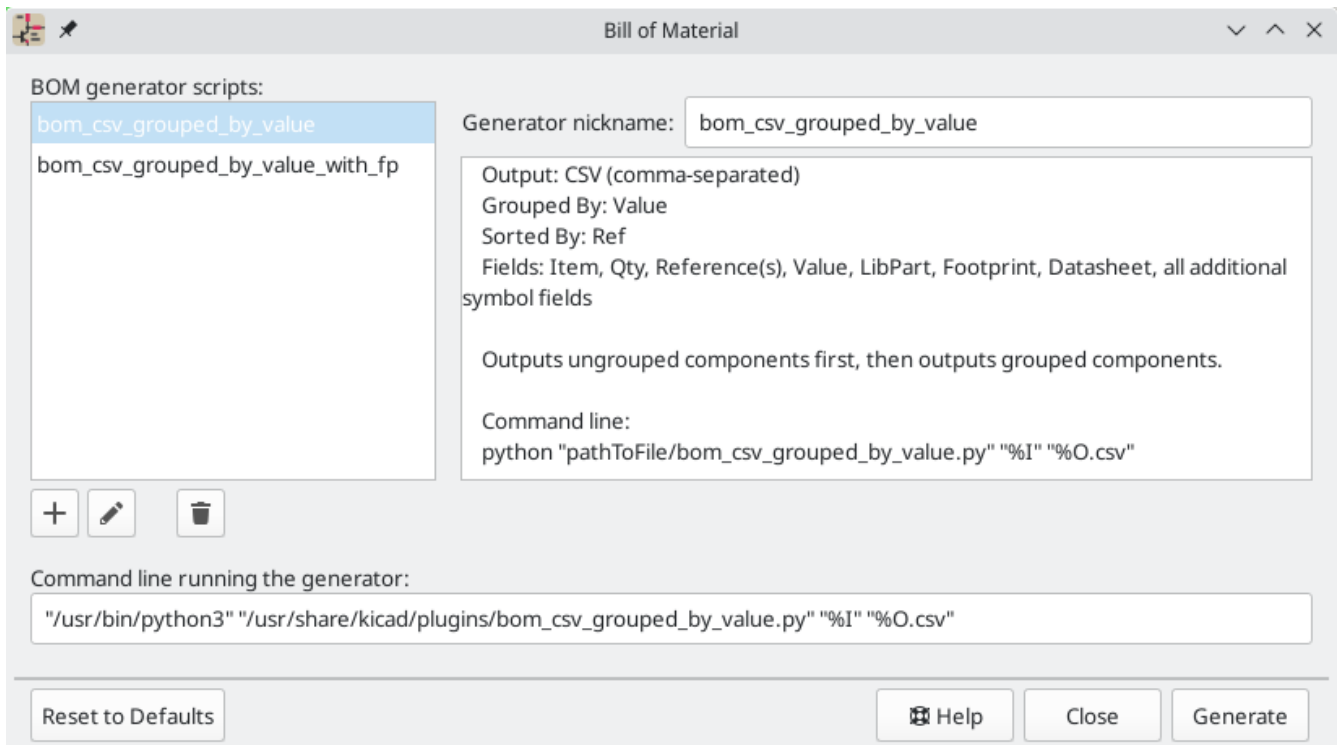 Bill of Material
BOM generator scripts:
bom_csv_grouped_by_value
bom_csv_grouped_by_value_with_fp
Generator nickname: bom_csv_grouped_by_value
Output: CSV (comma-separated)
Grouped By: Value
Sorted By: Ref
Fields: Item, Qty, Reference(s), Value, LibPart, Footprint, Datasheet, all additional
symbol fields
Outputs ungrouped components first, then outputs grouped components.
Command line:
python "pathToFile/bom_csv_grouped_by_value.py" "%I" "%O.csv"
Command line running the generator:
"/usr/bin/python3" "/usr/share/kicad/plugins/bom_csv_grouped_by_value.py" "%I" "%O.csv"
Reset to Defaults
Help
Close
Generate